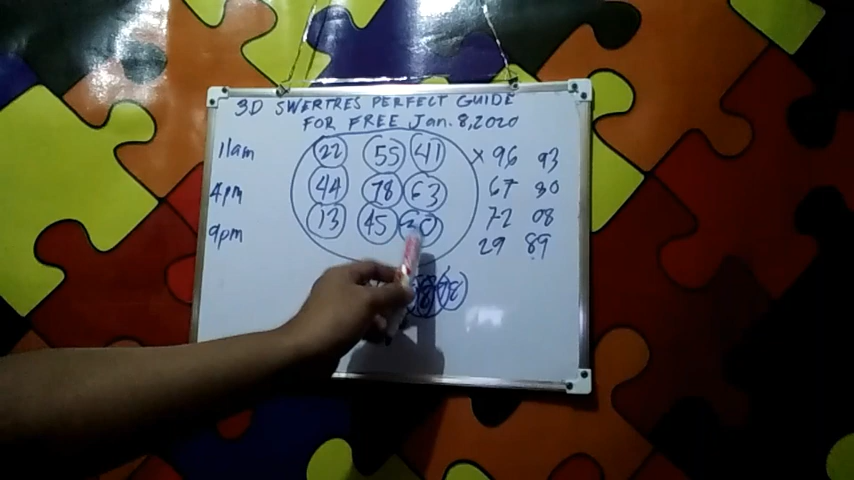 3D SWERTRES PERFECT GUIDE
FOR FREE Jan. 8, 2020
11am 22 55 41 x 96 93
4pm 44 78 63 67 30
9pm 13 45 72 08
29 89